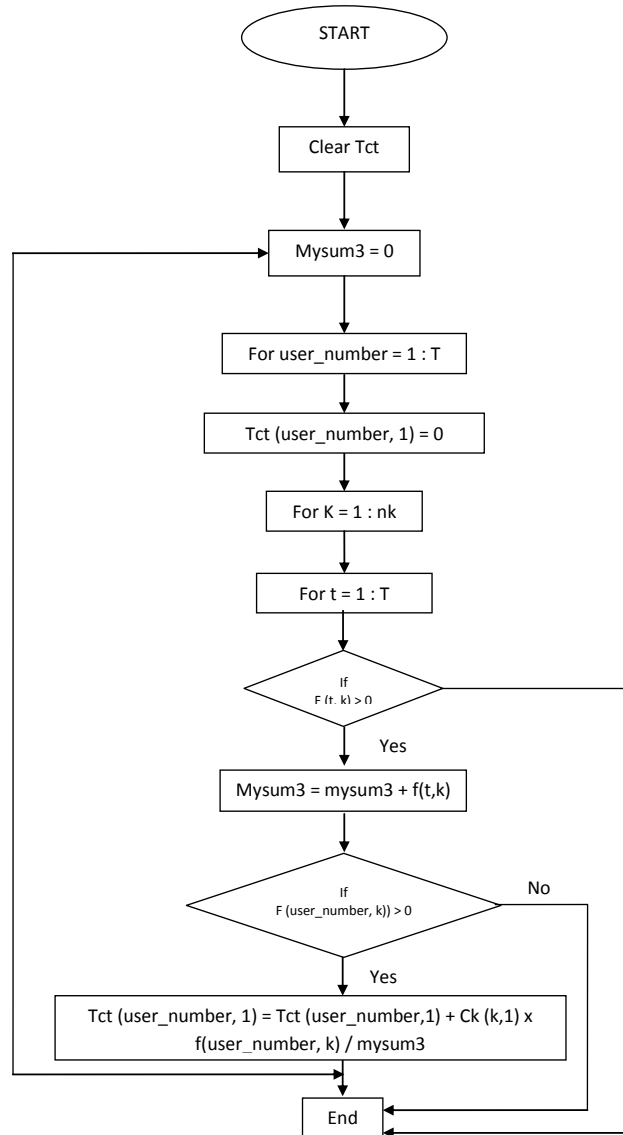 START
Clear Tct
Mysum3 = 0
For user_number = 1 : T
Tct (user_number, 1) = 0
For K = 1 : nk
For t = 1 : T
If
F (t, k) > 0
Yes
Mysum3 = mysum3 + f(t,k)
If
F (user_number, k)) > 0
No
Yes
Tct (user_number, 1) = Tct (user_number,1) + Ck (k,1) x
f(user_number, k) / mysum3
End